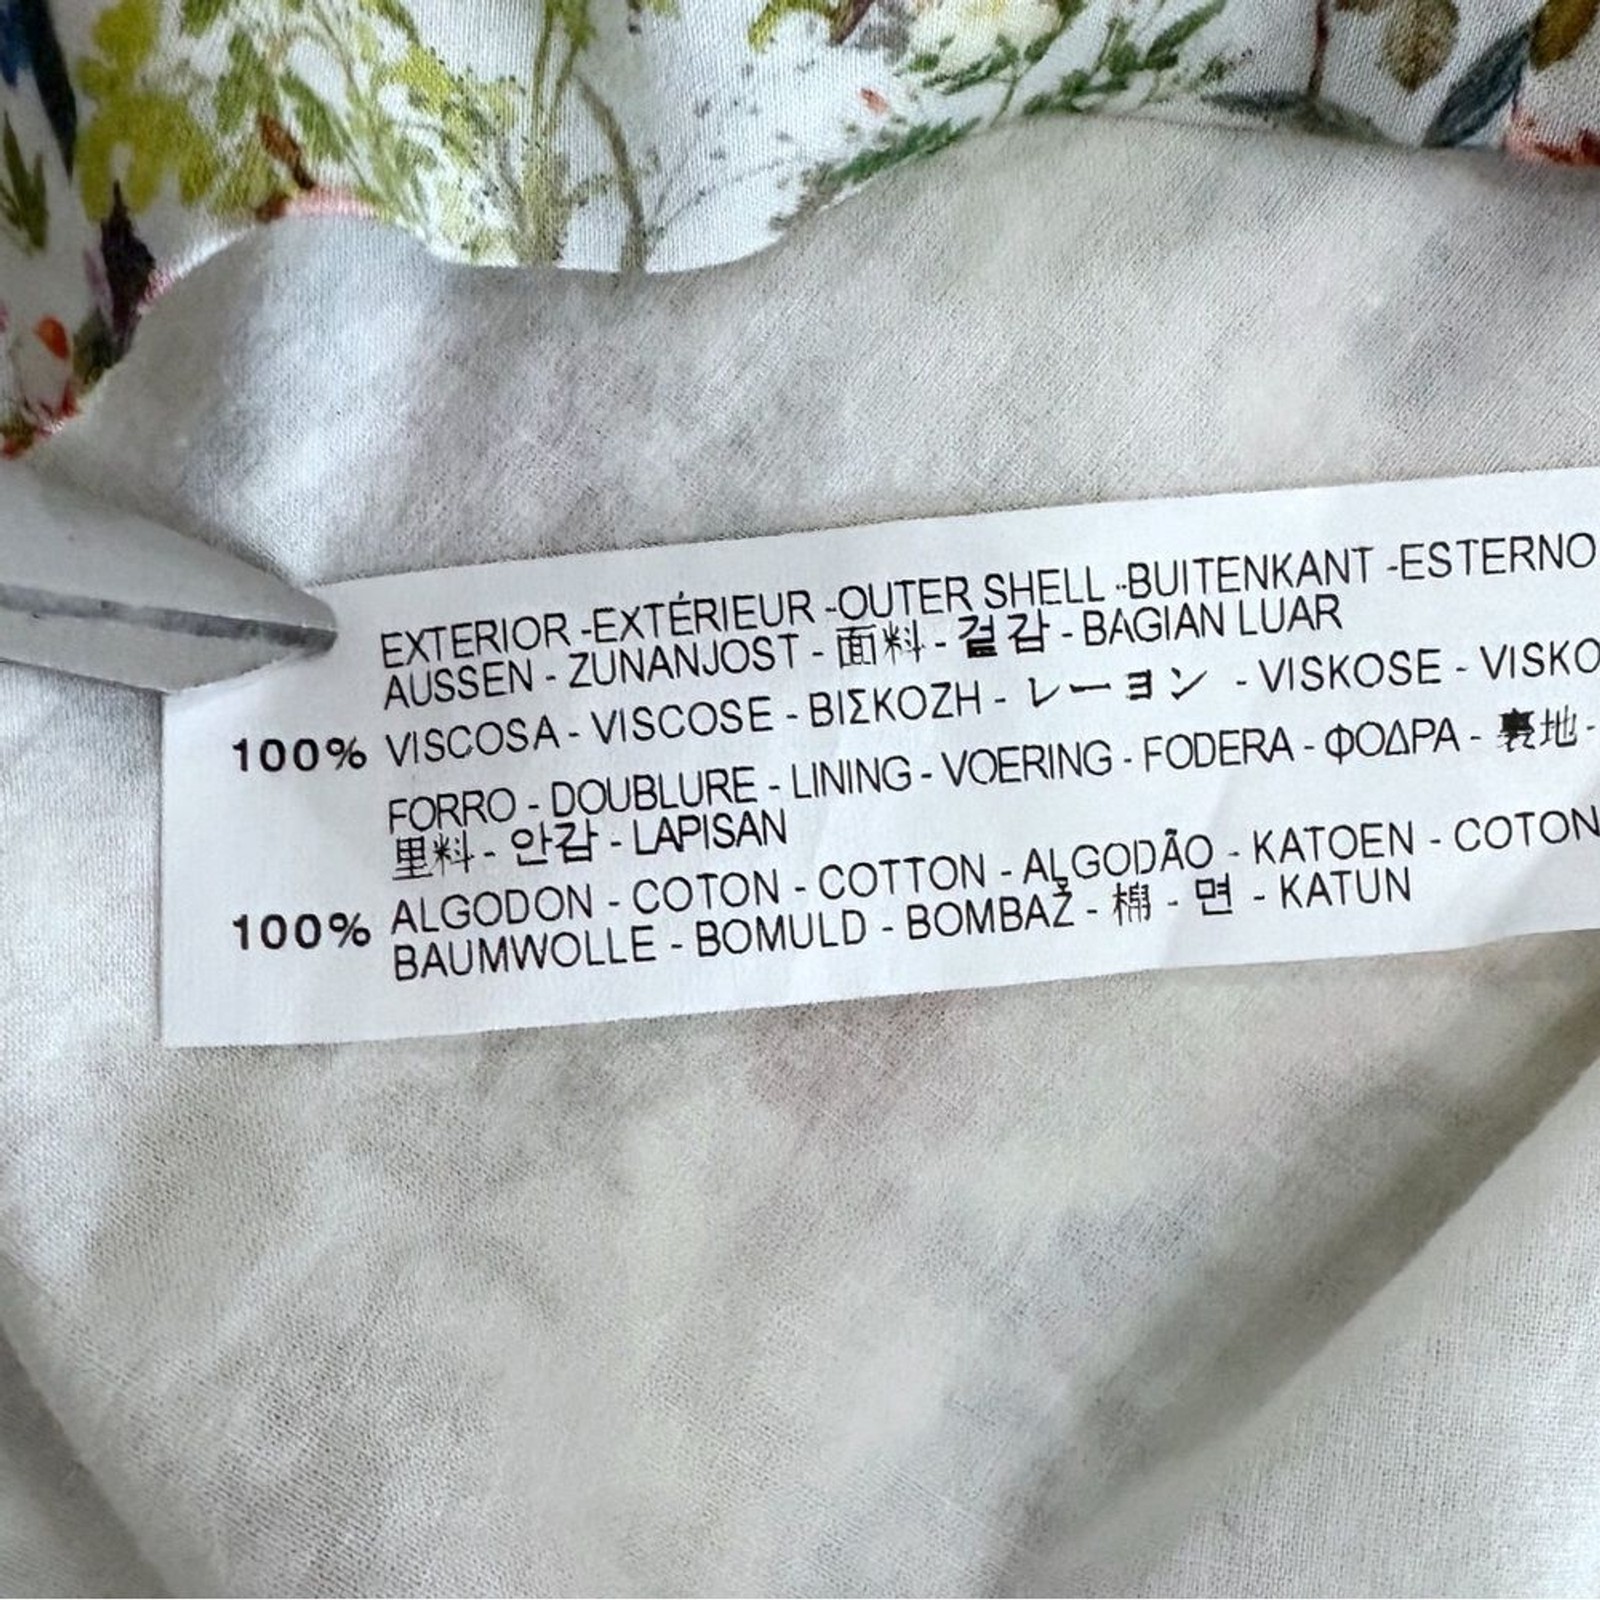 EXTERIOR -EXTÉRIEUR -OUTER SHELL -BUITENKANT -ESTERNO
AUSSEN - ZUNANJOST - 面料 - 겉감 - BAGIAN LUAR
100% VISCOSA - VISCOSE - ΒΙΣΚΟΖΗ - レーヨン - VISKOSE - VISKO
FORRO - DOUBLURE - LINING - VOERING - FODERA - ΦΟΔΡΑ - 裏地 -
里料 - 안감 - LAPISAN
100% ALGODON - COTON - COTTON - ALGODÃO - KATOEN - COTON
BAUMWOLLE - BOMULD - BOMBAŽ - 棉 - 면 - KATUN